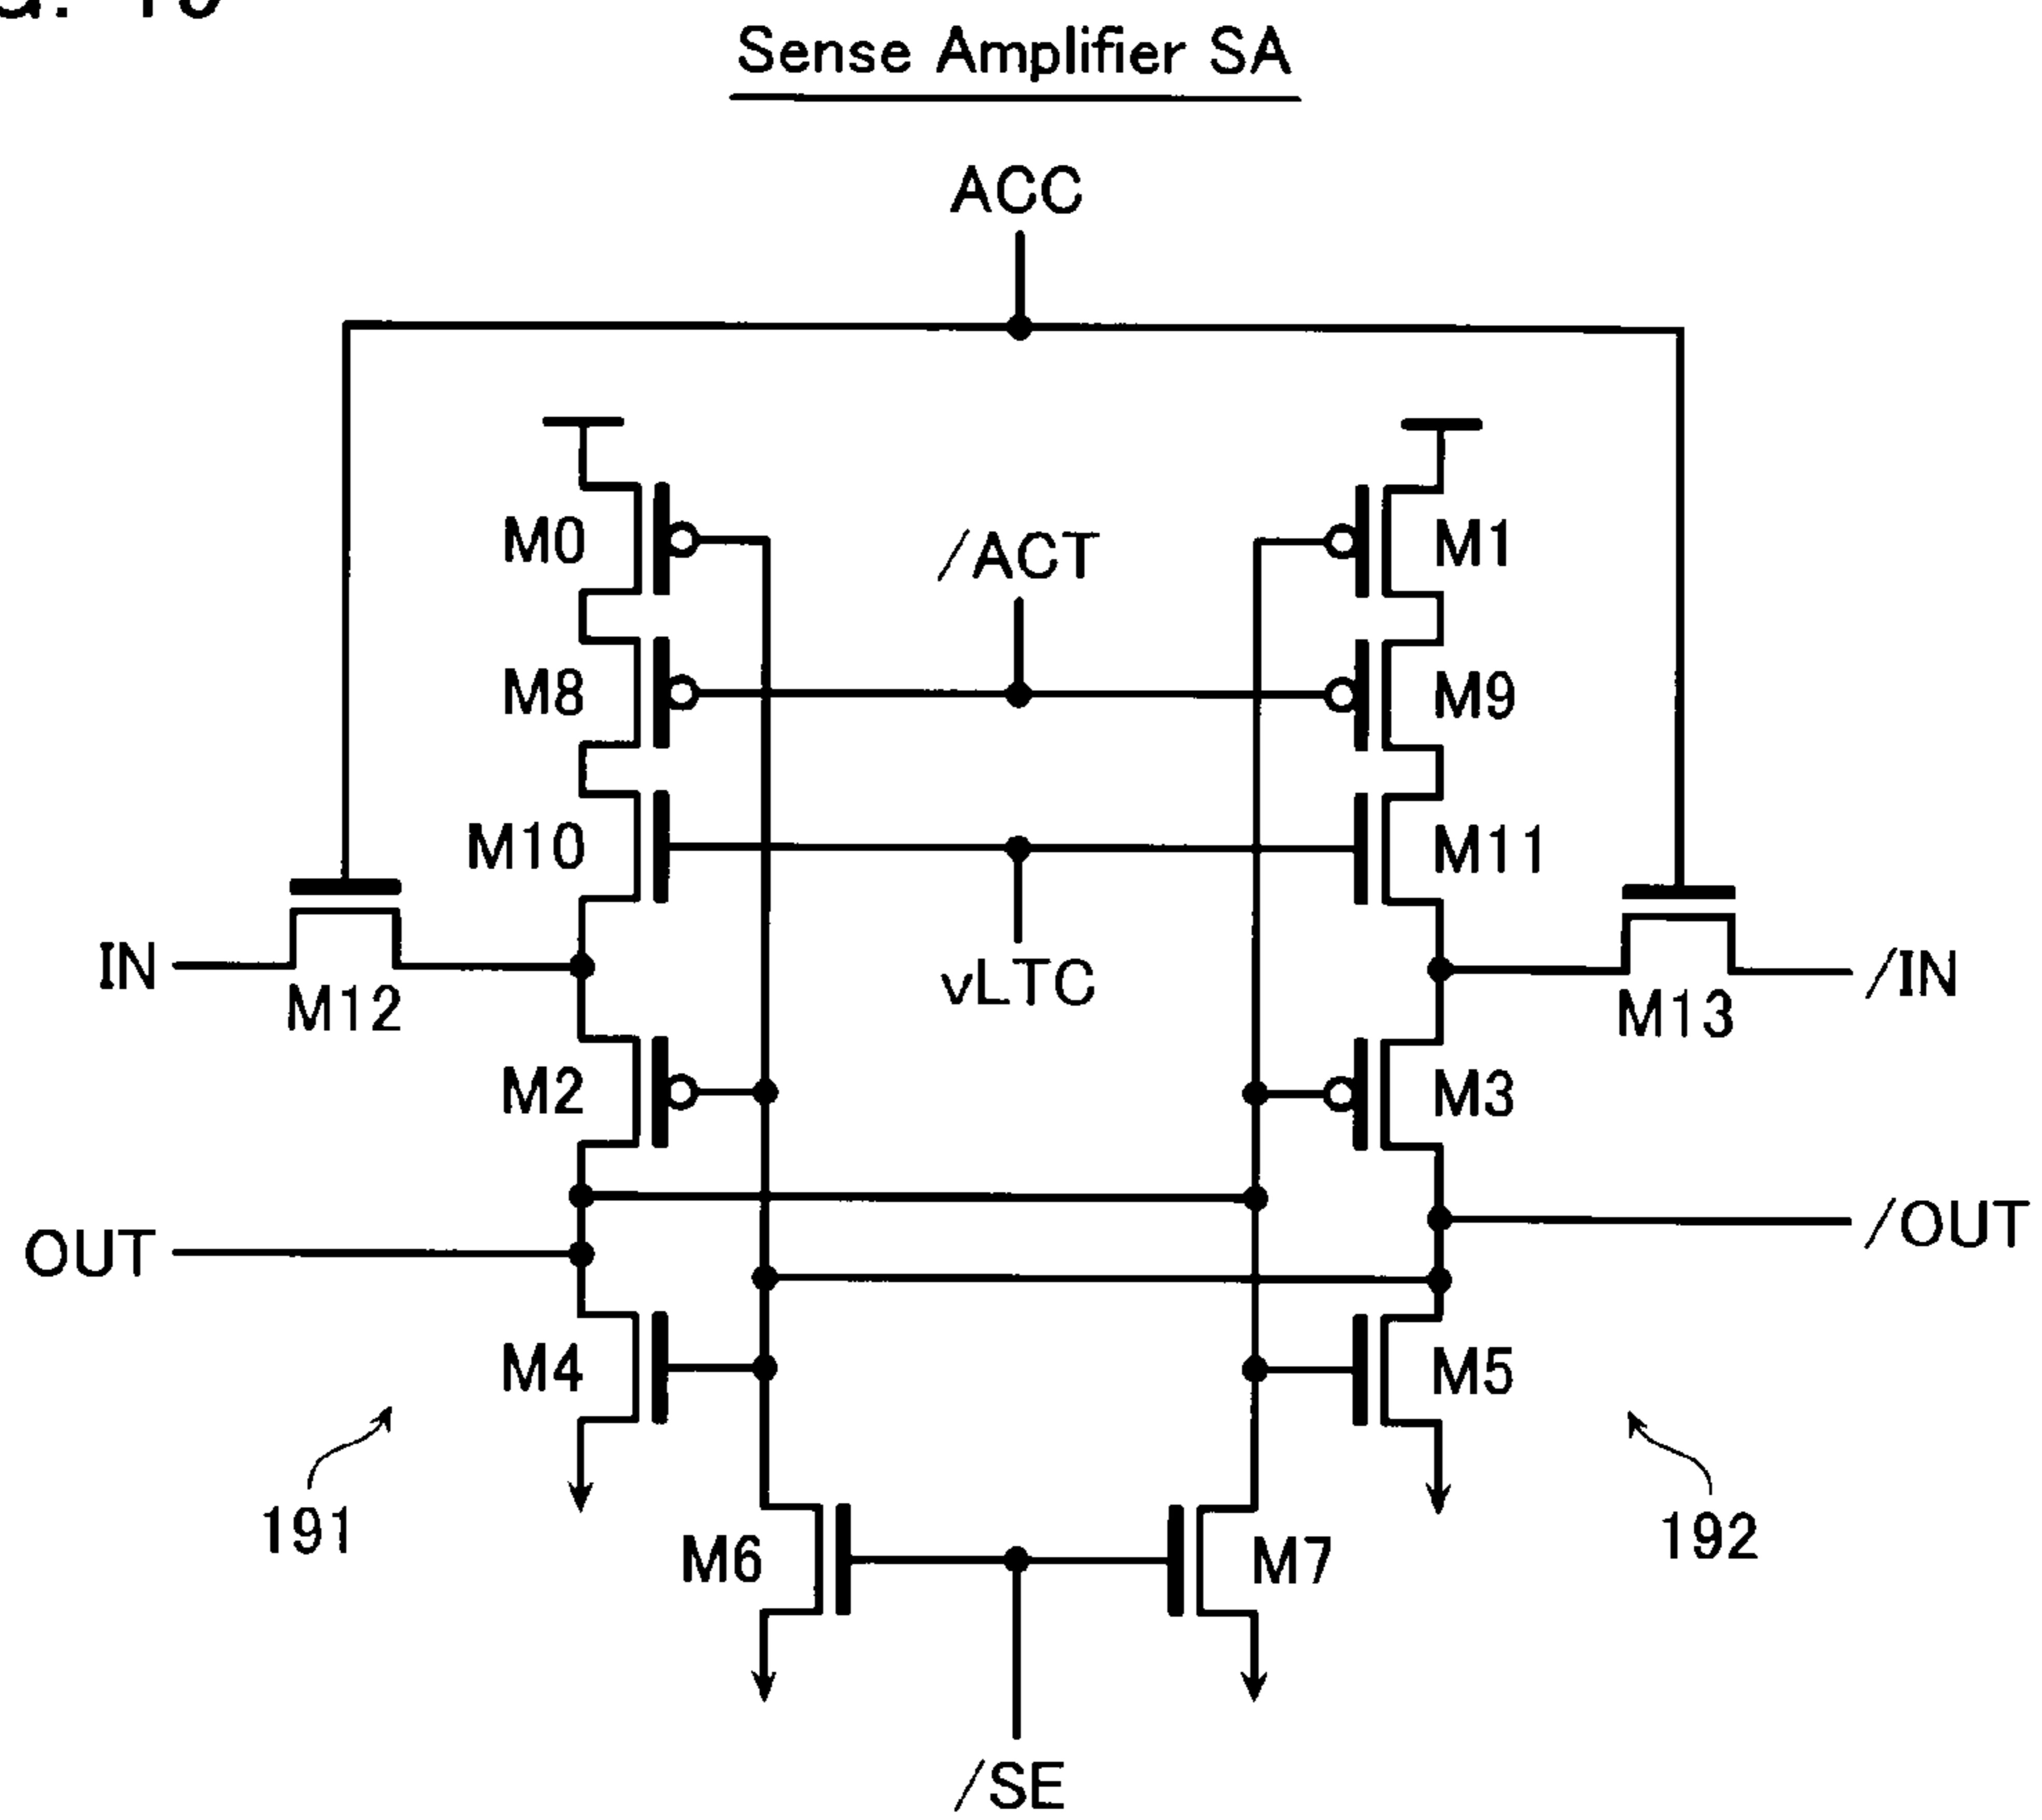 Sense Amplifier SA
ACC
M0
/ACT
M1
M8
M9
M10
M11
IN
M12
vLTC
M13
/IN
M2
M3
OUT
/OUT
M4
M5
191
192
M6
M7
/SE